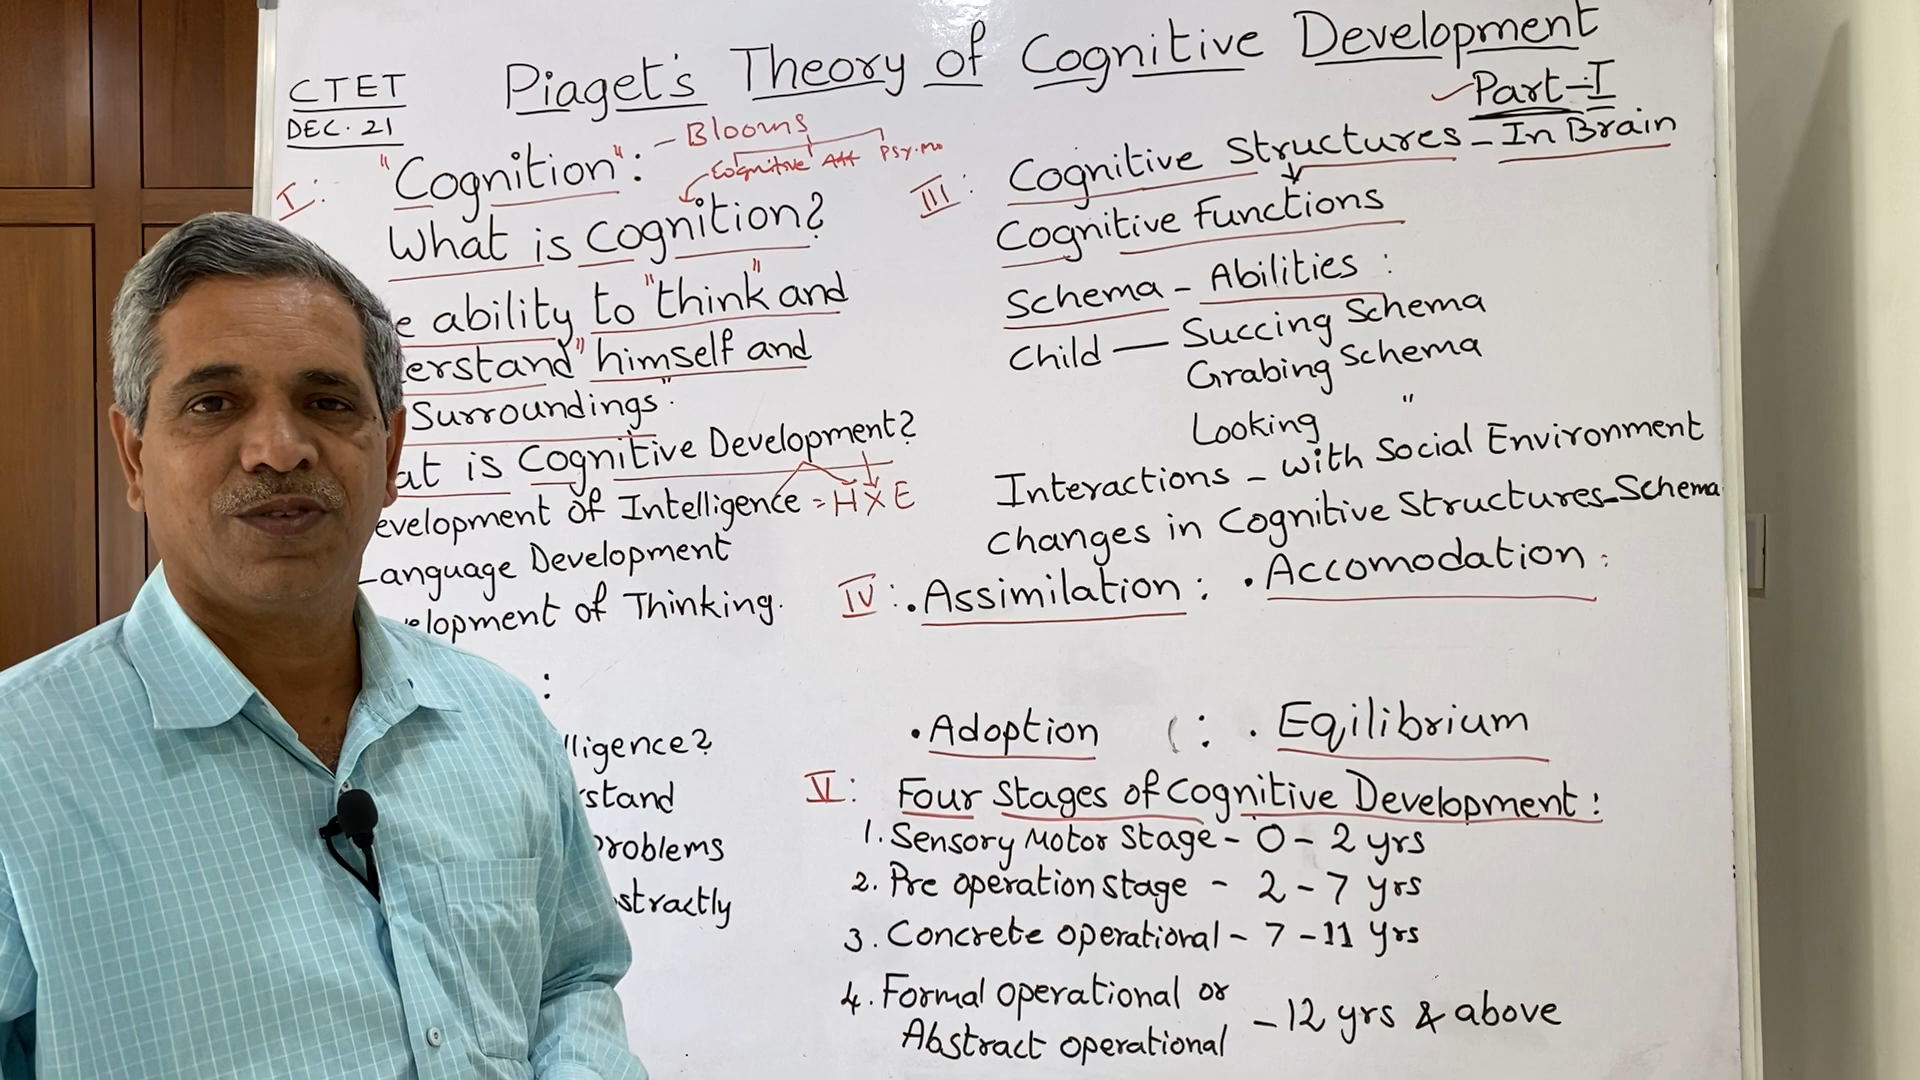 Piaget's Theory of Cognitive Development
CTET
DEC. 21
Part-I
I:
"Cognition": - Blooms
Cognitive Aff Psy.mo
What is Cognition?
ability to "think" and
erstand" himself and
Surroundings"
at is Cognitive Development?
evelopment of Intelligence = H X E
Language Development
elopment of Thinking.
:
lligence?
stand
problems
stractly
III: Cognitive Structures - In Brain
Cognitive Functions
Schema - Abilities :
Child — Succing Schema
Grabing Schema
Looking "
Interactions - with Social Environment
changes in Cognitive Structures - Schema
IV: . Assimilation : . Accomodation :
. Adoption (: . Eqilibrium
V: Four Stages of Cognitive Development :
1. Sensory Motor Stage - 0 - 2 yrs
2. Pre operation stage - 2 - 7 yrs
3. Concrete operational - 7 - 11 yrs
4. Formal operational or
Abstract operational - 12 yrs & above